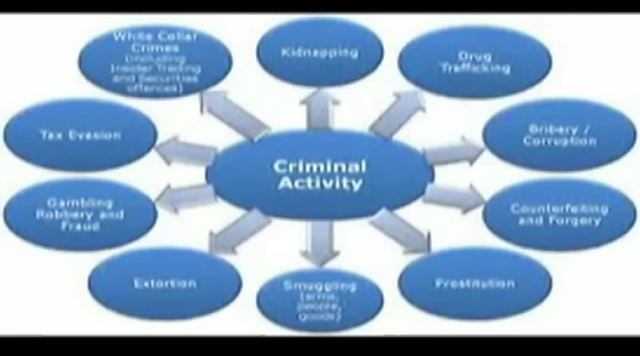 White Collar
Crimes
(including
Insider Trading
and Securities
offences)
Kidnapping
Drug
Trafficking
Tax Evasion
Criminal
Activity
Bribery /
Corruption
Gambling
Robbery and
Fraud
Counterfeiting
and Forgery
Extortion
Smuggling
(arms,
people,
goods)
Prostitution